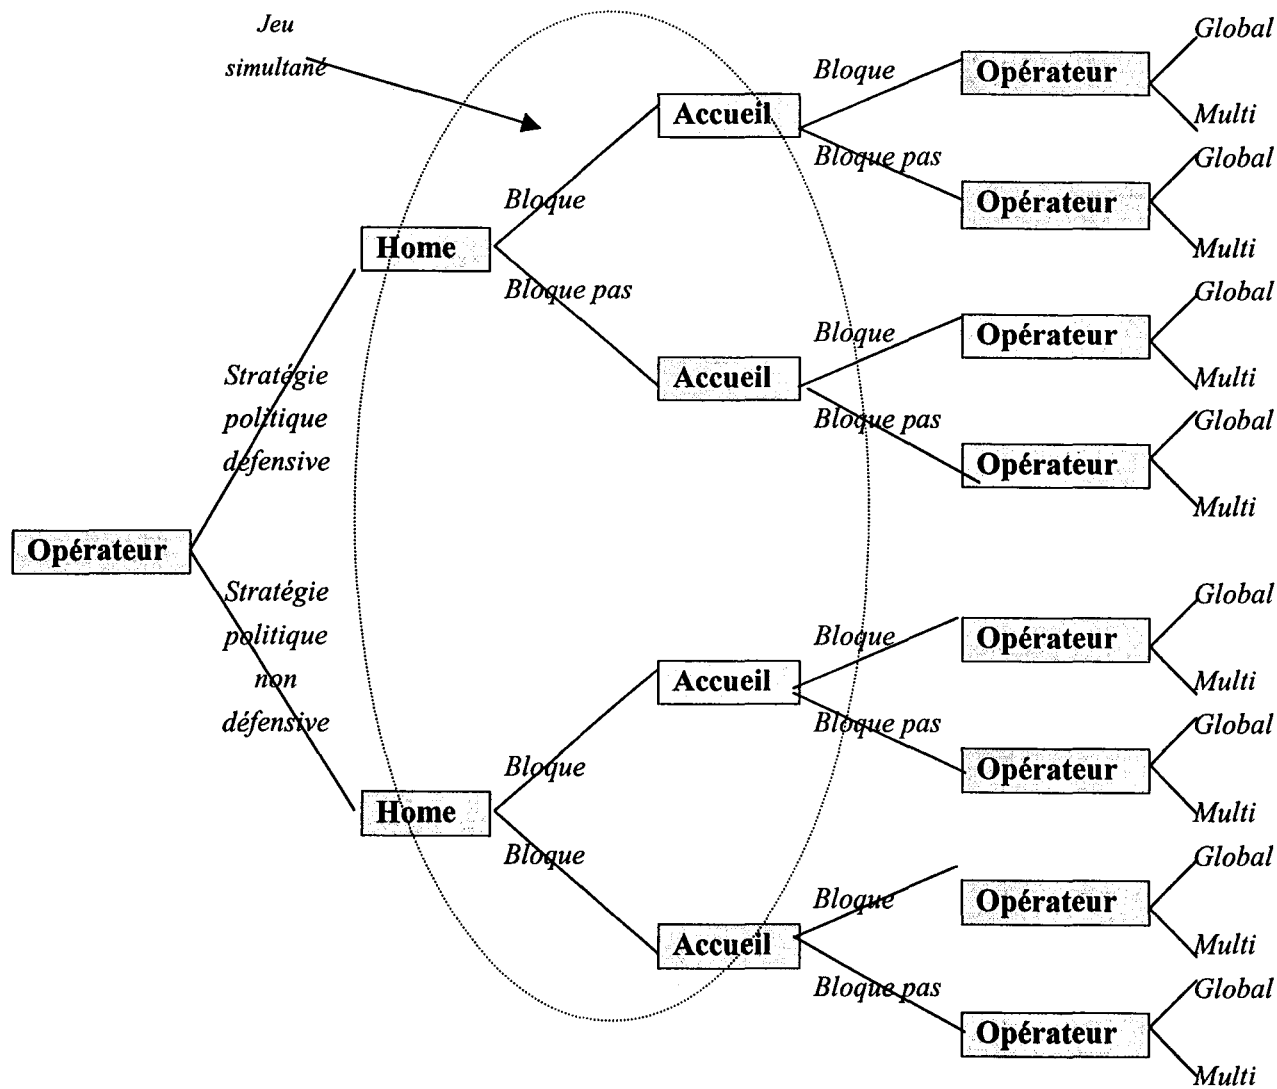 Jeu
simultané
Global
Bloque
Opérateur
Accueil
Multi
Bloque pas
Global
Opérateur
Bloque
Home
Multi
Bloque pas
Global
Bloque
Opérateur
Stratégie
politique
défensive
Accueil
Multi
Bloque pas
Global
Opérateur
Multi
Opérateur
Stratégie
politique
non
défensive
Global
Bloque
Opérateur
Accueil
Multi
Bloque pas
Global
Bloque
Opérateur
Home
Multi
Bloque
Global
Bloque
Opérateur
Accueil
Multi
Bloque pas
Global
Opérateur
Multi